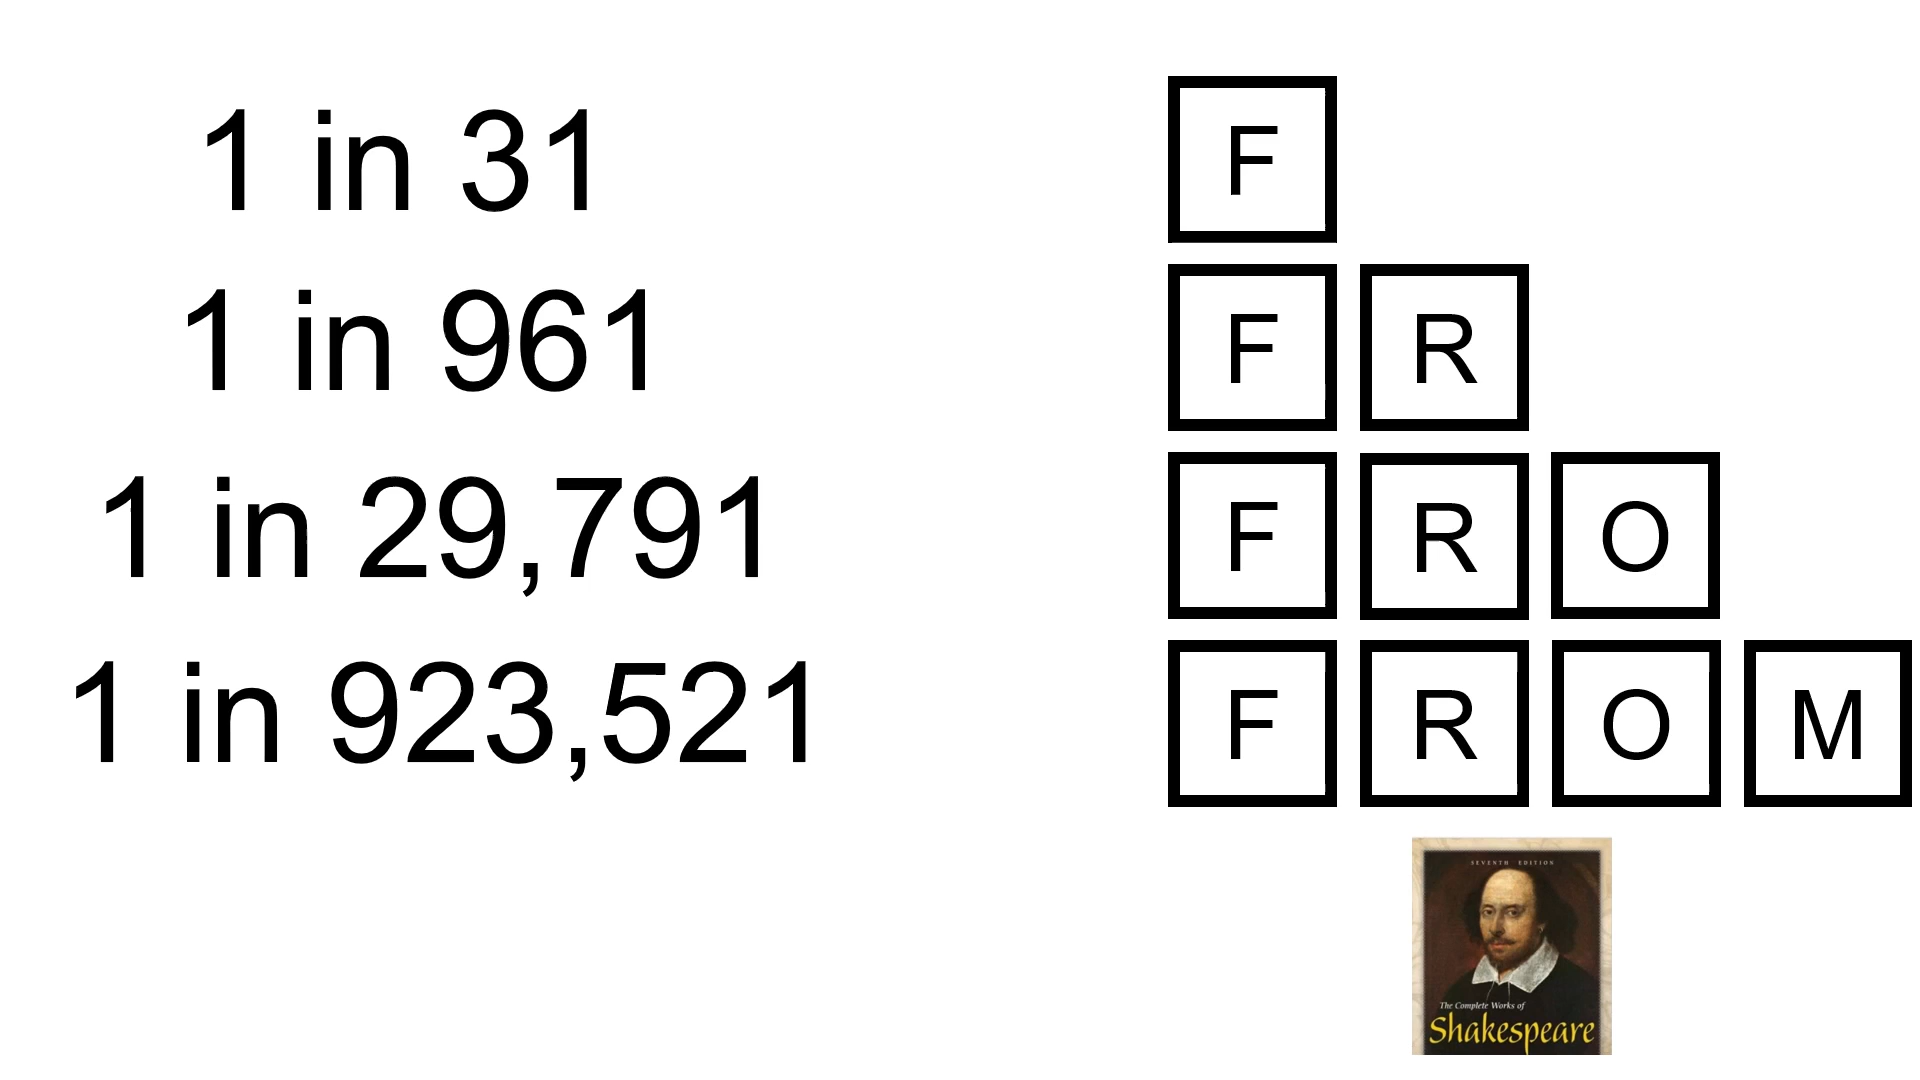 1 in 31
F
1 in 961
F R
1 in 29,791
F R O
1 in 923,521
F R O M
SEVENTH EDITION
The Complete Works of
Shakespeare